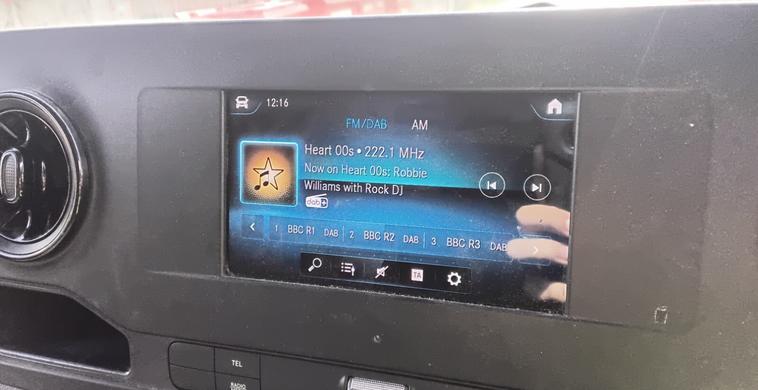 12:16
FM/DAB AM
Heart 00s • 222.1 MHz
Now on Heart 00s: Robbie
Williams with Rock DJ
dab+
1 BBC R1 DAB 2 BBC R2 DAB 3 BBC R3 DAB
TA
TEL
RADIO